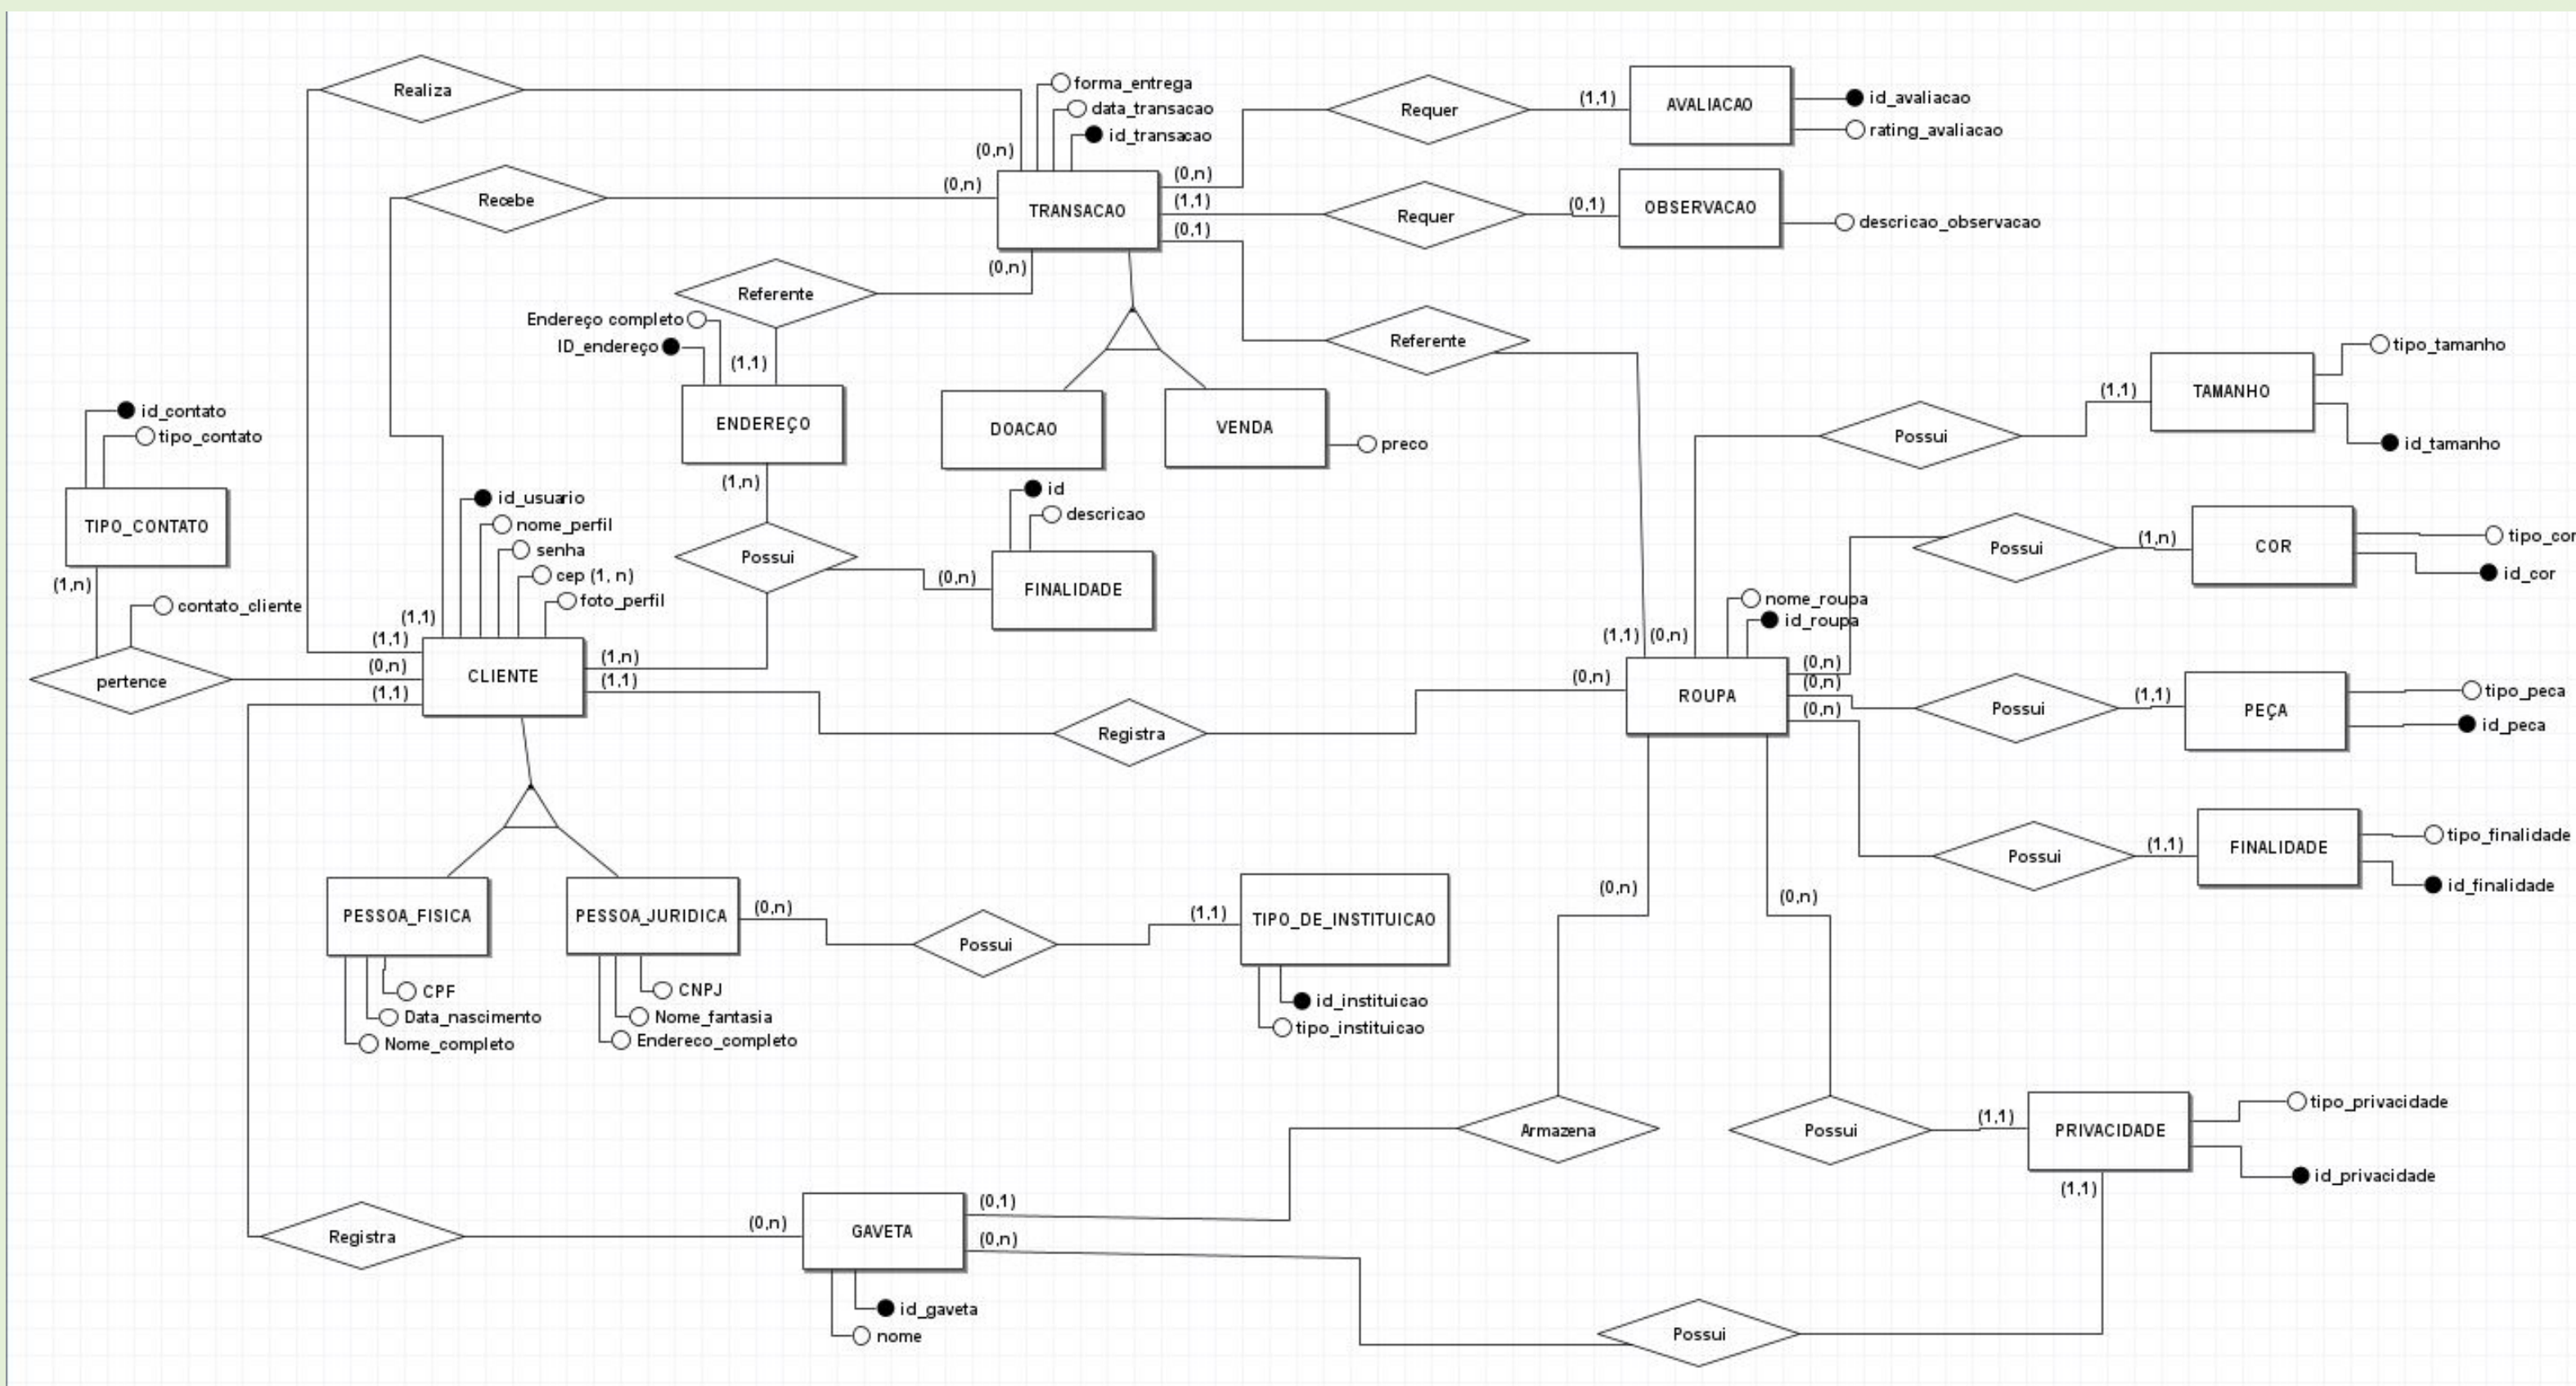 Realiza
forma_entrega
data_transacao
id_transacao
(0,n)
Requer
(1,1)
AVALIACAO
id_avaliacao
rating_avaliacao
Recebe
(0,n)
TRANSACAO
(0,n)
(1,1)
(0,1)
Requer
(0,1)
OBSERVACAO
descricao_observacao
(0,n)
Referente
Endereço completo
ID_endereço
(1,1)
Referente
ENDEREÇO
DOACAO
VENDA
preco
tipo_tamanho
TAMANHO
(1,1)
id_tamanho
Possui
id_contato
tipo_contato
TIPO_CONTATO
(1,n)
contato_cliente
pertence
(1,n)
id
descricao
FINALIDADE
(0,n)
Possui
id_usuario
nome_perfil
senha
cep (1, n)
foto_perfil
(1,1)
(1,1)
(0,n)
(1,1)
CLIENTE
(1,n)
(1,1)
Possui
(1,n)
COR
tipo_cor
id_cor
nome_roupa
id_roupa
(1,1)
(0,n)
(0,n)
ROUPA
(0,n)
(0,n)
(0,n)
Registra
Possui
(1,1)
PEÇA
tipo_peca
id_peca
Possui
(1,1)
FINALIDADE
tipo_finalidade
id_finalidade
PESSOA_FISICA
CPF
Data_nascimento
Nome_completo
PESSOA_JURIDICA
CNPJ
Nome_fantasia
Endereco_completo
(0,n)
Possui
(1,1)
TIPO_DE_INSTITUICAO
id_instituicao
tipo_instituicao
(0,n)
(0,n)
Armazena
Possui
(1,1)
PRIVACIDADE
tipo_privacidade
id_privacidade
(1,1)
Registra
(0,n)
GAVETA
(0,1)
(0,n)
id_gaveta
nome
Possui